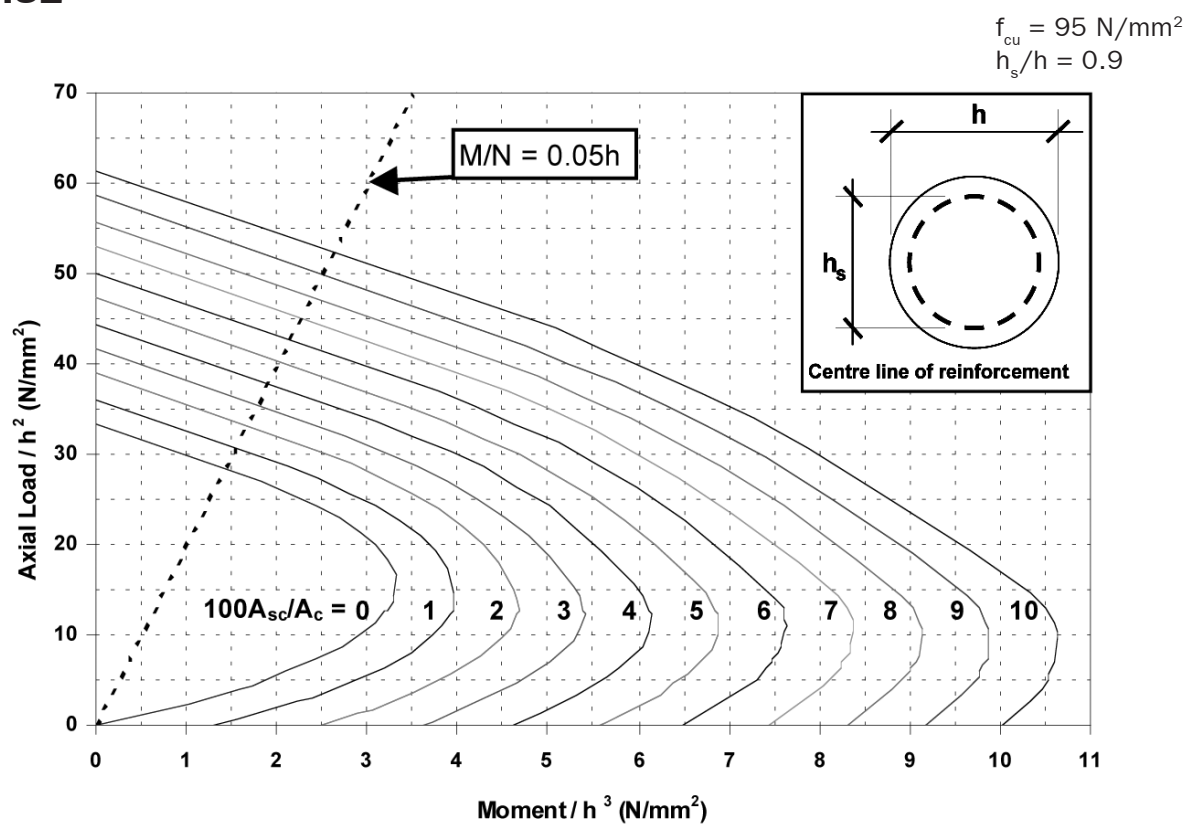 f_cu = 95 N/mm²
h_s/h = 0.9
M/N = 0.05h
h
h_s
Centre line of reinforcement
Axial Load / h² (N/mm²)
70
60
50
40
30
20
10
0
100A_sc/A_c = 0 1 2 3 4 5 6 7 8 9 10
0 1 2 3 4 5 6 7 8 9 10 11
Moment / h³ (N/mm²)